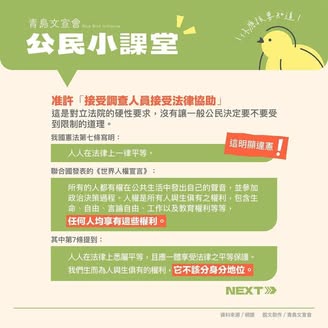 青鳥文宣會
公民小課堂
你應該要知道！
准許「接受調查人員接受法律協助」
這是對立法院的硬性要求，沒有讓一般公民決定要不要受
到限制的道理。
我國憲法第七條寫明：
這明顯違憲！
人人在法律上一律平等。
聯合國發表的《世界人權宣言》：
所有的人都有權在公共生活中發出自己的聲音，並參加
政治決策過程。人權是所有人與生俱有之權利，包含生
命、自由、言論自由、工作以及教育權利等等，
任何人均享有這些權利。
其中第7條提到：
人人在法律上悉屬平等，且應一體享受法律之平等保護。
我們生而為人與生俱有的權利，它不該分身分地位。
NEXT
資料來源 / 網路 圖文製作 / 青鳥文宣會